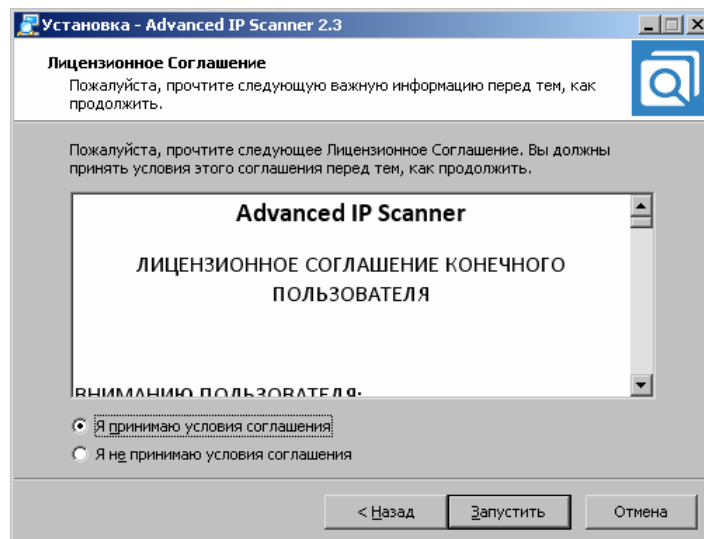 Установка - Advanced IP Scanner 2.3
Лицензионное Соглашение
Пожалуйста, прочтите следующую важную информацию перед тем, как
продолжить.
Пожалуйста, прочтите следующее Лицензионное Соглашение. Вы должны
принять условия этого соглашения перед тем, как продолжить.
Advanced IP Scanner
ЛИЦЕНЗИОННОЕ СОГЛАШЕНИЕ КОНЕЧНОГО
ПОЛЬЗОВАТЕЛЯ
ВНИМАНИЮ ПОЛЬЗОВАТЕЛЯ:
Я принимаю условия соглашения
Я не принимаю условия соглашения
< Назад Запустить Отмена